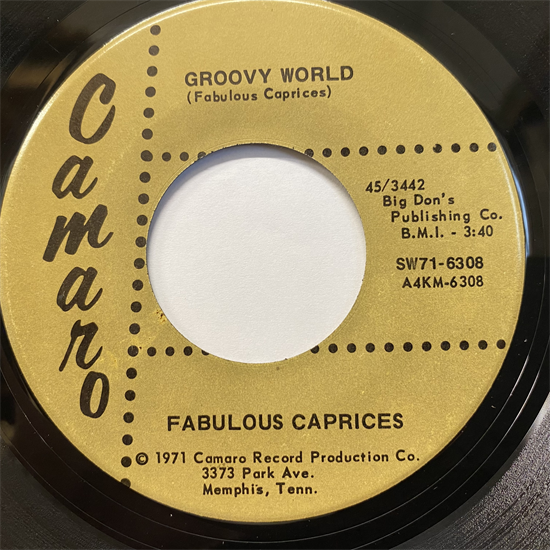 Camaro
GROOVY WORLD
(Fabulous Caprices)
45/3442
Big Don's
Publishing Co.
B.M.I. - 3:40
SW71-6308
A4KM-6308
FABULOUS CAPRICES
© 1971 Camaro Record Production Co.
3373 Park Ave.
Memphis, Tenn.